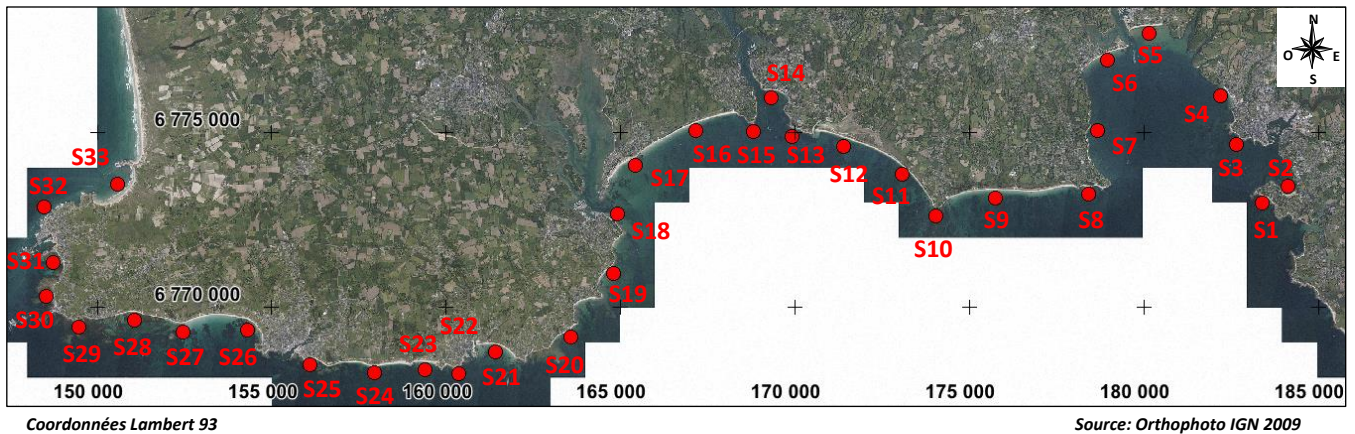 N
O E
S
S5
S14
S6
S4
6 775 000
S33
S16 S15 S13
S7
S12
S3
S2
S32
S17
S11
S18
S9
S8
S1
S10
S31
S19
6 770 000
S30
S22
S29 S28 S27 S26
S23
S20
S21
S25
S24
150 000 155 000 160 000 165 000 170 000 175 000 180 000 185 000
Coordonnées Lambert 93 Source: Orthophoto IGN 2009